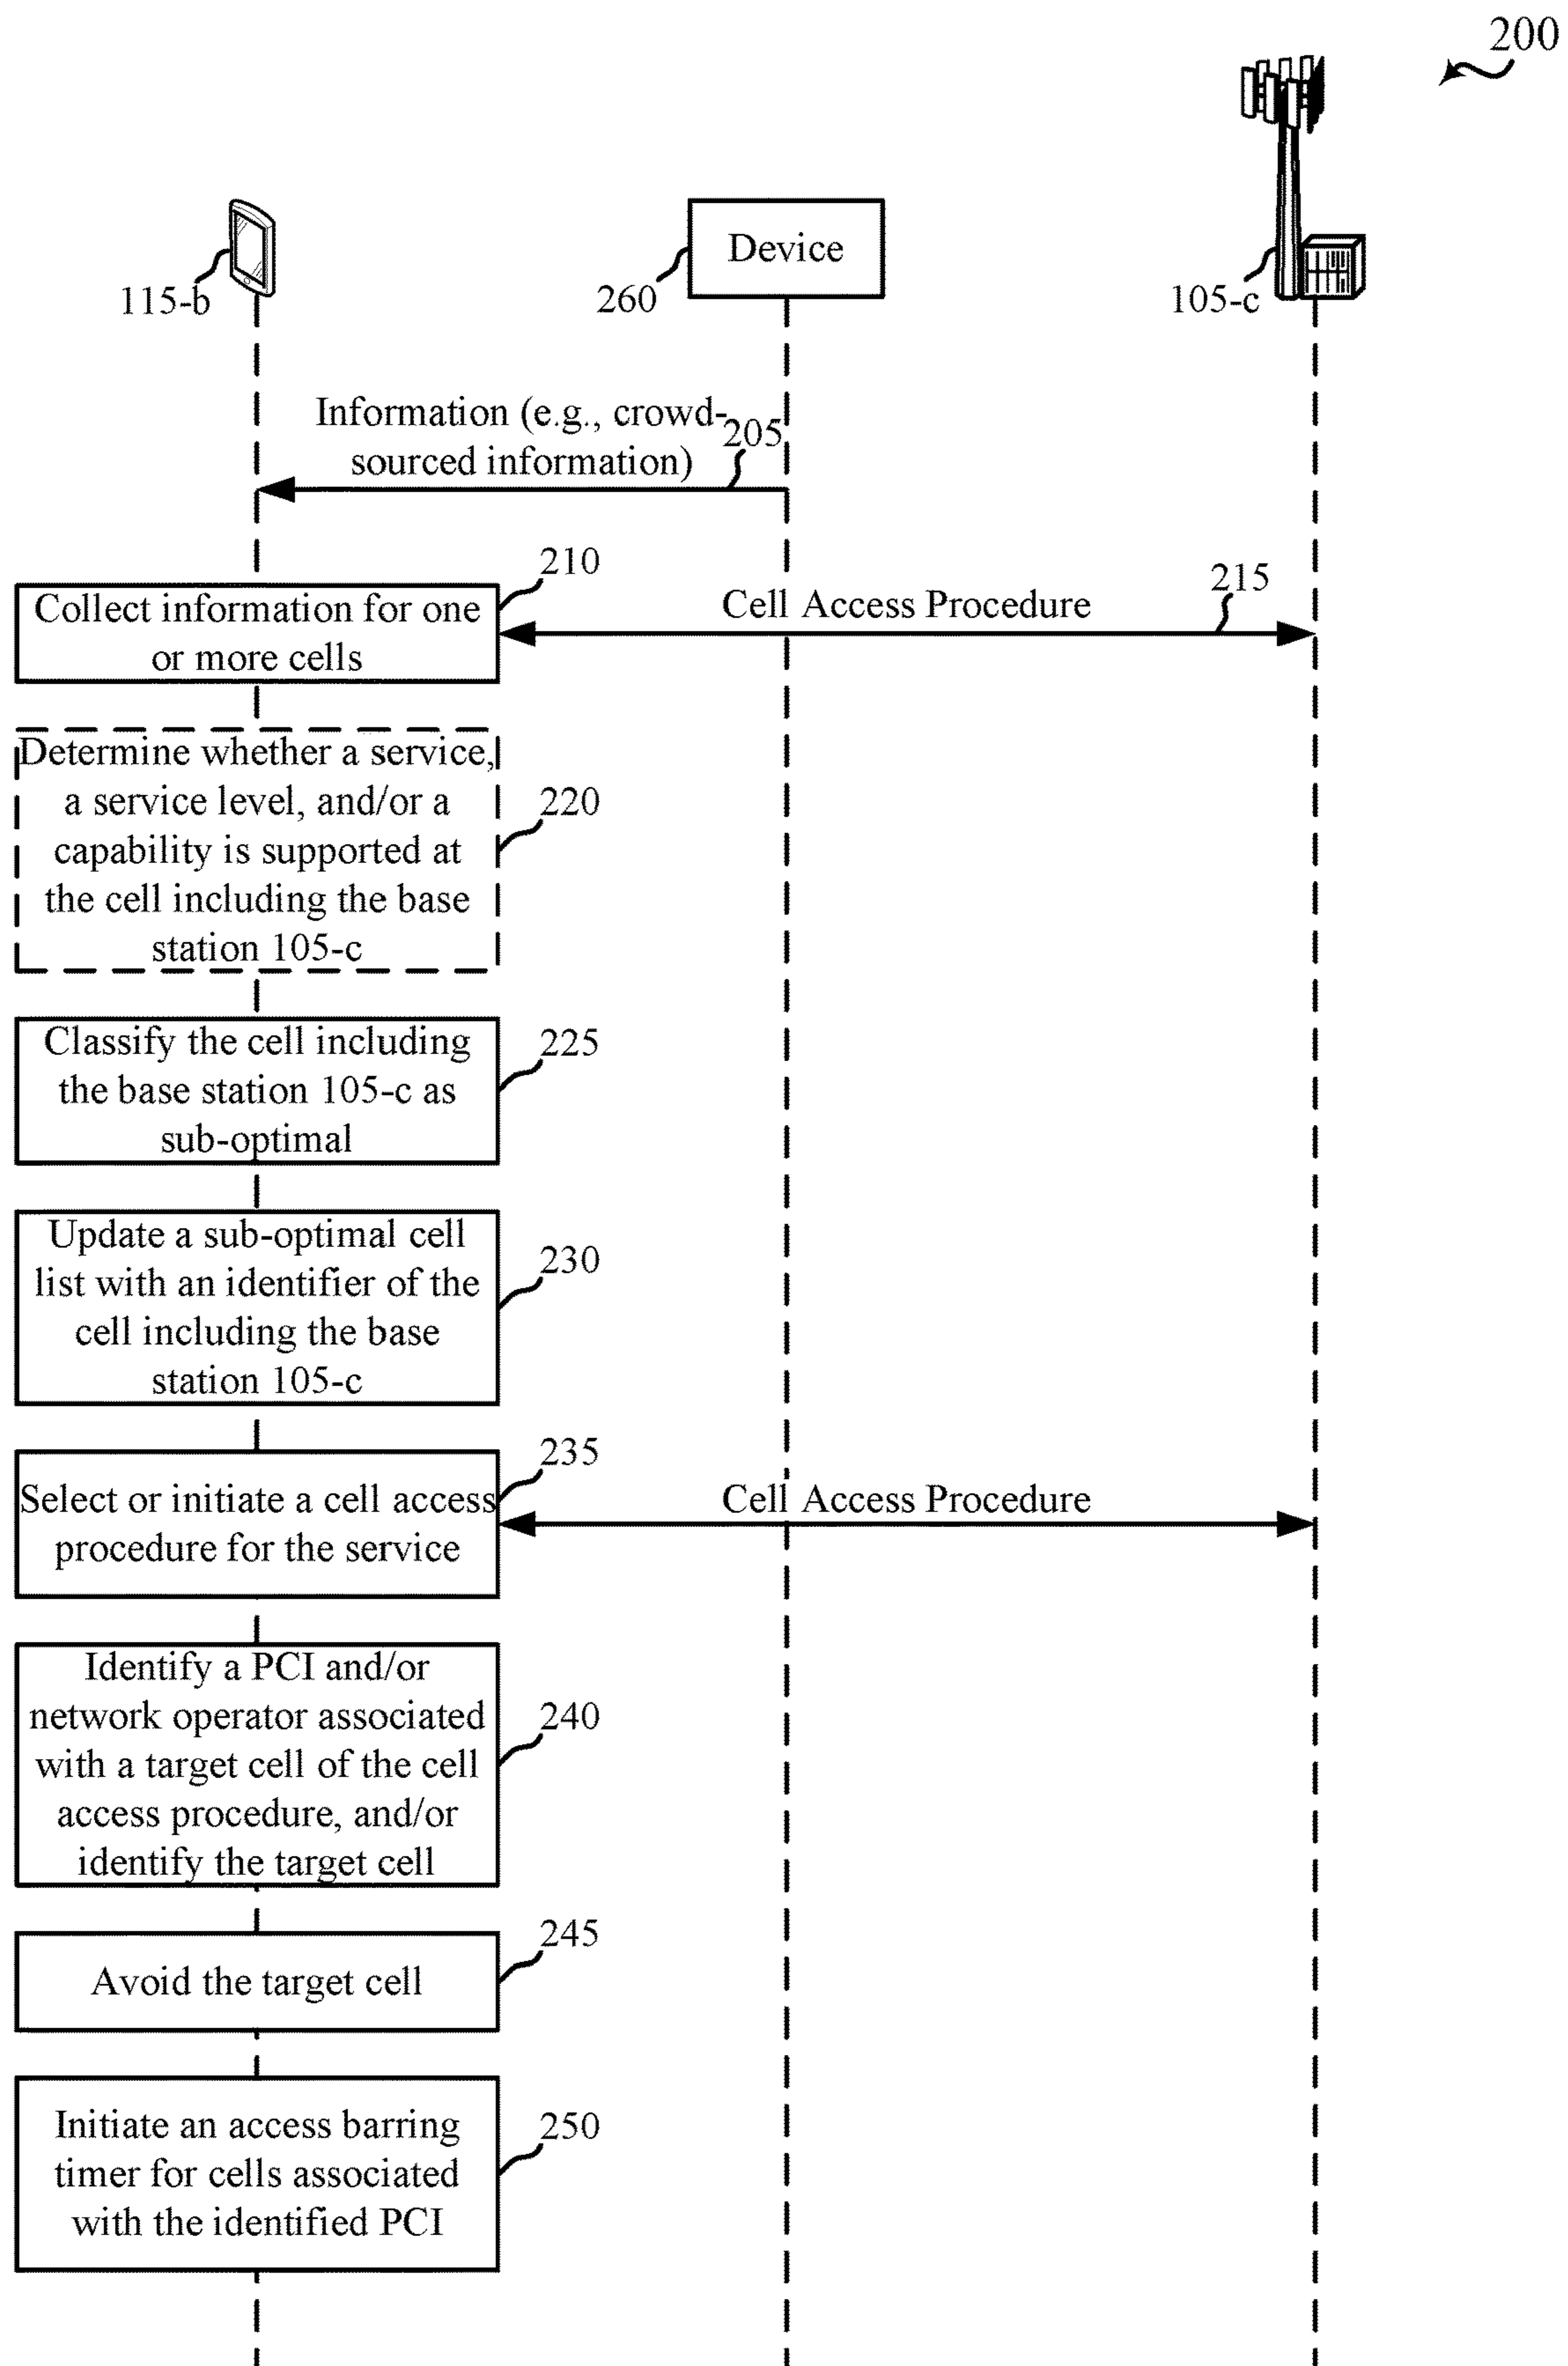 200
Device
115-b
260
105-c
Information (e.g., crowd-
sourced information)
205
210
Collect information for one
or more cells
Cell Access Procedure
215
Determine whether a service,
a service level, and/or a
capability is supported at
the cell including the base
station 105-c
220
Classify the cell including
the base station 105-c as
sub-optimal
225
Update a sub-optimal cell
list with an identifier of the
cell including the base
station 105-c
230
235
Select or initiate a cell access
procedure for the service
Cell Access Procedure
Identify a PCI and/or
network operator associated
with a target cell of the cell
access procedure, and/or
identify the target cell
240
245
Avoid the target cell
Initiate an access barring
timer for cells associated
with the identified PCI
250